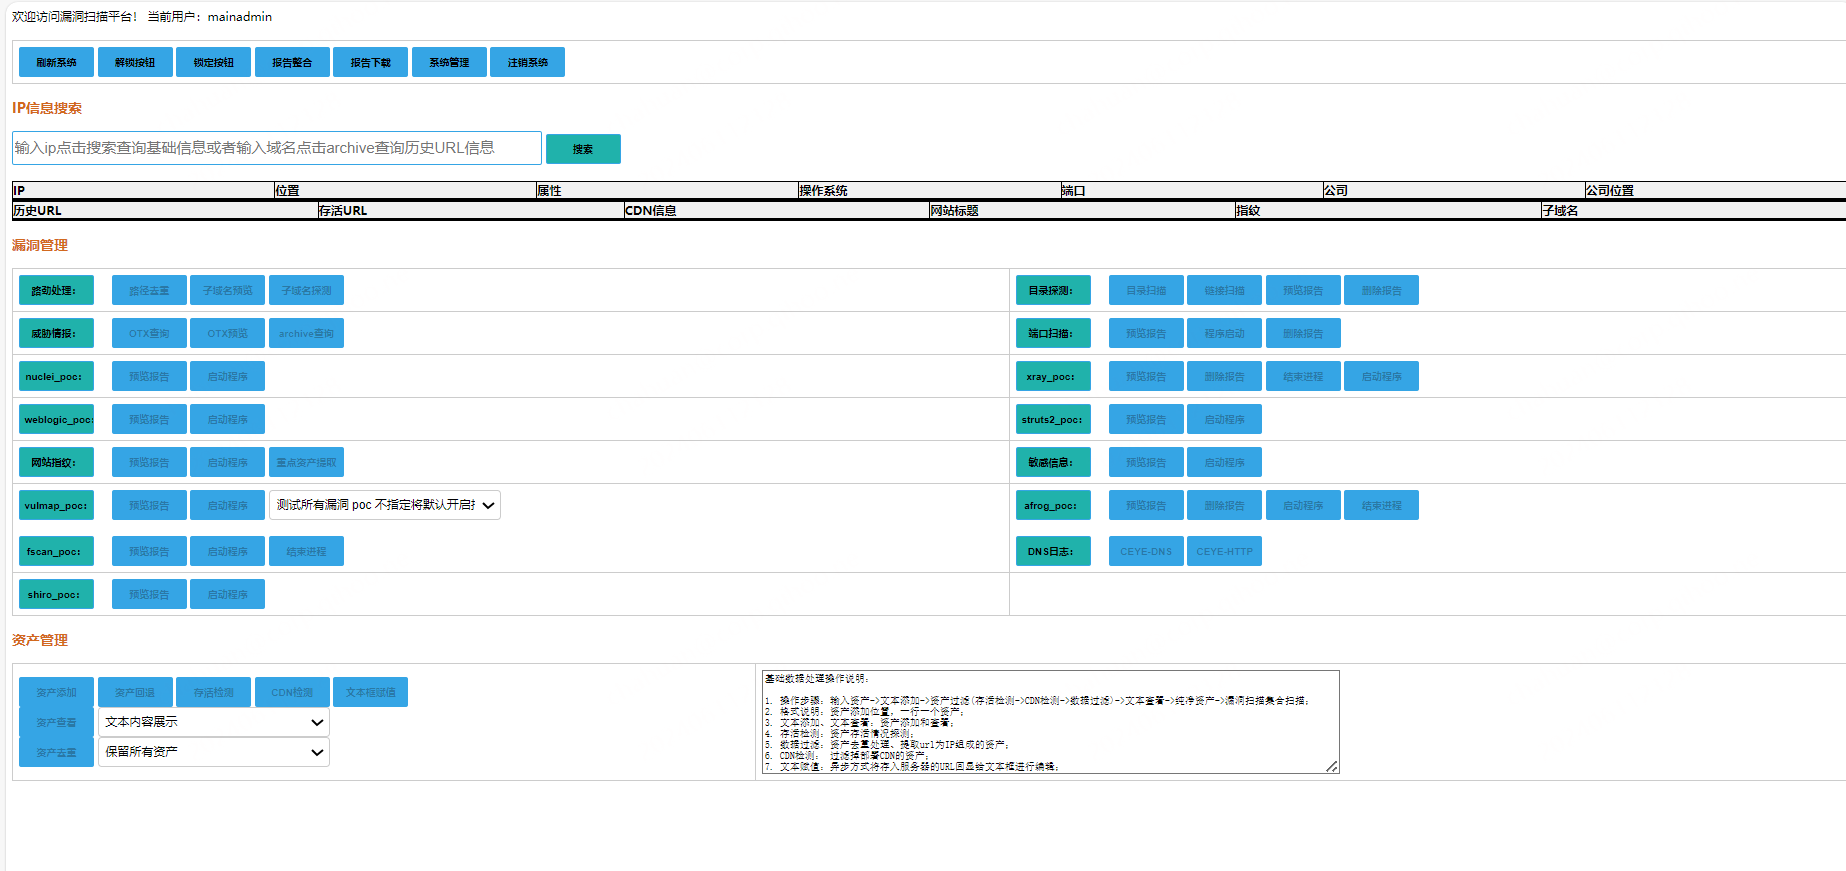 欢迎访问漏洞扫描平台！ 当前用户：mainadmin
刷新系统 解锁按钮 锁定按钮 报告整合 报告下载 系统管理 注销系统
IP信息搜索
输入ip点击搜索查询基础信息或者输入域名点击archive查询历史URL信息 搜索
IP 位置 属性 操作系统 端口 公司 公司位置
历史URL 存活URL CDN信息 网站标题 指纹 子域名
漏洞管理
路劲处理： 路径去重 子域名预览 子域名探测 目录探测： 目录扫描 链接扫描 预览报告 删除报告
威胁情报： OTX查询 OTX预览 archive查询 端口扫描： 预览报告 程序启动 删除报告
nuclei_poc: 预览报告 启动程序 xray_poc: 预览报告 删除报告 结束进程 启动程序
weblogic_poc: 预览报告 启动程序 struts2_poc: 预览报告 启动程序
网站指纹： 预览报告 启动程序 重点资产提取 敏感信息： 预览报告 启动程序
vulmap_poc: 预览报告 启动程序 测试所有漏洞 poc 不指定将默认开启 afrog_poc: 预览报告 删除报告 启动程序 结束进程
fscan_poc: 预览报告 启动程序 结束进程 DNS日志： CEYE-DNS CEYE-HTTP
shiro_poc: 预览报告 启动程序
资产管理
资产添加 资产回退 存活检测 CDN检测 文本框赋值
资产查看 文本内容展示
资产去重 保留所有资产
基础数据处理操作说明：
1. 操作步骤：输入资产->文本添加->资产过滤(存活检测->CDN检测->数据过滤)->文本查看->纯净资产->漏洞扫描集合扫描；
2. 格式说明：资产添加位置，一行一个资产；
3. 文本添加、文本查看：资产添加和查看；
4. 存活检测：资产存活情况探测；
5. 数据过滤：资产去重处理、提取url为IP组成的资产；
6. CDN检测： 过滤掉部署CDN的资产；
7. 文本赋值：异步方式将存入服务器的URL回显给文本框进行编辑；